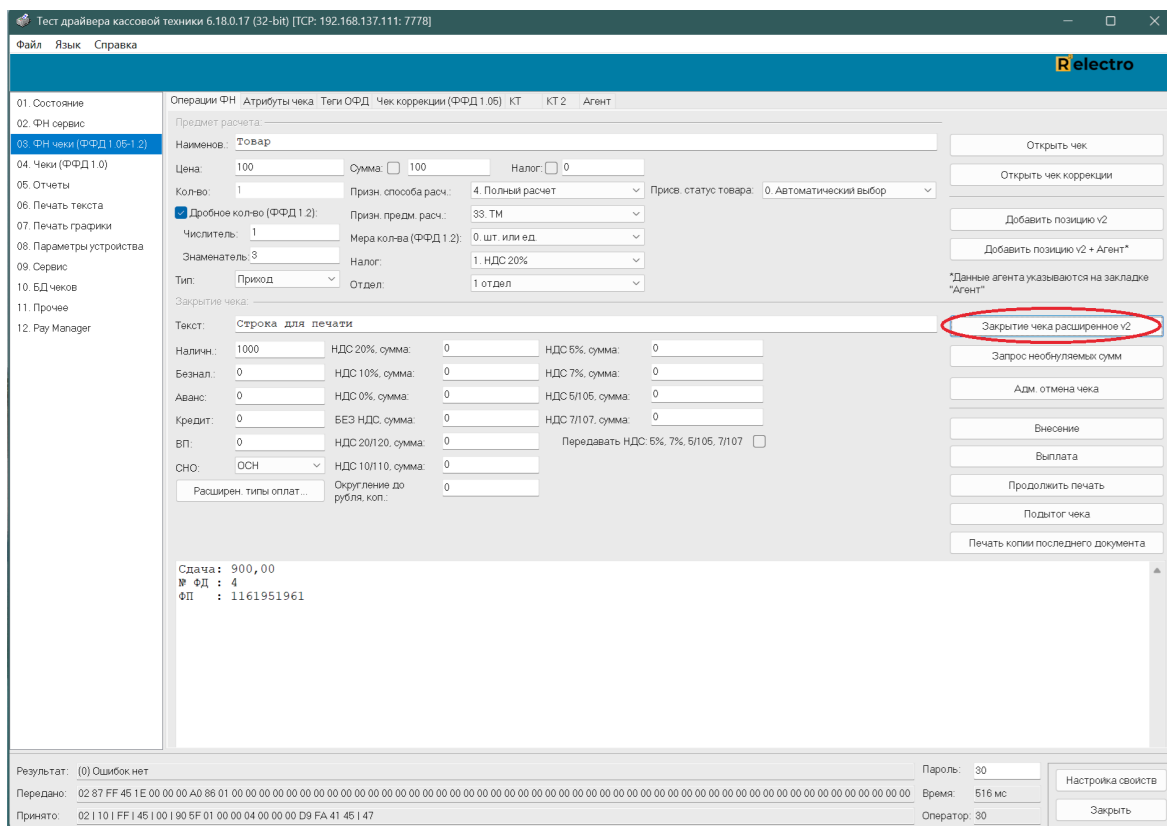 Тест драйвера кассовой техники 6.18.0.17 (32-bit) [TCP: 192.168.137.111: 7778]
Файл Язык Справка
R electro
01. Состояние
02. ФН сервис
03. ФН чеки (ФФД 1.05-1.2)
04. Чеки (ФФД 1.0)
05. Отчеты
06. Печать текста
07. Печать графики
08. Параметры устройства
09. Сервис
10. БД чеков
11. Прочее
12. Pay Manager
Операции ФН Атрибуты чека Теги ОФД Чек коррекции (ФФД 1.05) КТ КТ 2 Агент
Предмет расчета:
Наименов.: Товар
Цена: 100 Сумма: 100 Налог: 0
Кол-во: 1 Призн. способа расч.: 4. Полный расчет Присв. статус товара: 0. Автоматический выбор
Дробное кол-во (ФФД 1.2): Призн. предм. расч.: 33. ТМ
Числитель: 1 Мера кол-ва (ФФД 1.2): 0. шт. или ед.
Знаменатель: 3 Налог: 1. НДС 20%
Тип: Приход Отдел: 1 отдел
Закрытие чека:
Текст: Строка для печати
Наличн.: 1000 НДС 20%, сумма: 0 НДС 5%, сумма: 0
Безнал.: 0 НДС 10%, сумма: 0 НДС 7%, сумма: 0
Аванс: 0 НДС 0%, сумма: 0 НДС 5/105, сумма: 0
Кредит: 0 БЕЗ НДС, сумма: 0 НДС 7/107, сумма: 0
ВП: 0 НДС 20/120, сумма: 0 Передавать НДС: 5%, 7%, 5/105, 7/107
СНО: ОСН НДС 10/110, сумма: 0
Расширен. типы оплат... Округление до рубля, коп.: 0
Открыть чек
Открыть чек коррекции
Добавить позицию v2
Добавить позицию v2 + Агент*
*Данные агента указываются на закладке
"Агент"
Закрытие чека расширенное v2
Запрос необнуляемых сумм
Адм. отмена чека
Внесение
Выплата
Продолжить печать
Подытог чека
Печать копии последнего документа
Сдача: 900,00
№ ФД : 4
ФП : 1161951961
Результат: (0) Ошибок нет
Передано: 02 87 FF 45 1E 00 00 00 A0 86 01 00 00 00 00 00 00 00 00 00 00 00 00 00 00 00 00 00 00 00 00 00 00 00 00 00 00 00 00 00 00 00 00 00 00 00 00 00 00 00 00 00 00 00 00 00 00 00 00 00 00
Принято: 02 | 10 | FF | 45 | 00 | 90 5F 01 00 00 04 00 00 00 D9 FA 41 45 | 47
Пароль: 30
Время: 516 мс
Оператор: 30
Настройка свойств
Закрыть